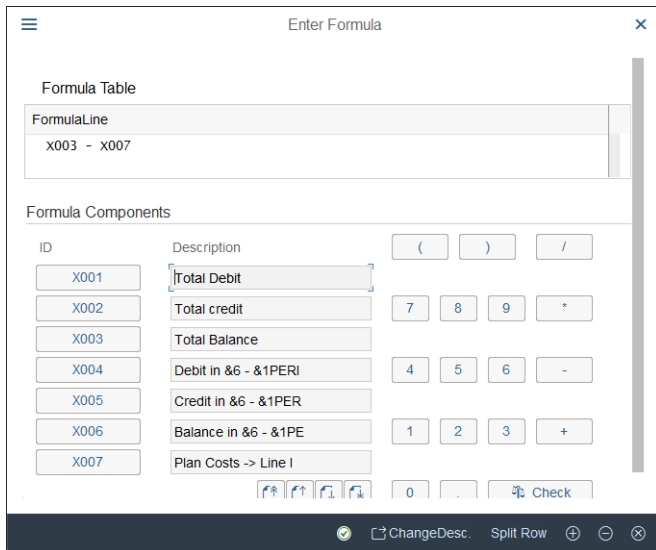 Enter Formula
Formula Table
FormulaLine
X003 - X007
Formula Components
ID Description ( ) /
X001 Total Debit
X002 Total credit 7 8 9 *
X003 Total Balance
X004 Debit in &6 - &1PERI 4 5 6 -
X005 Credit in &6 - &1PER
X006 Balance in &6 - &1PE 1 2 3 +
X007 Plan Costs -> Line I
0 . Check
ChangeDesc. Split Row